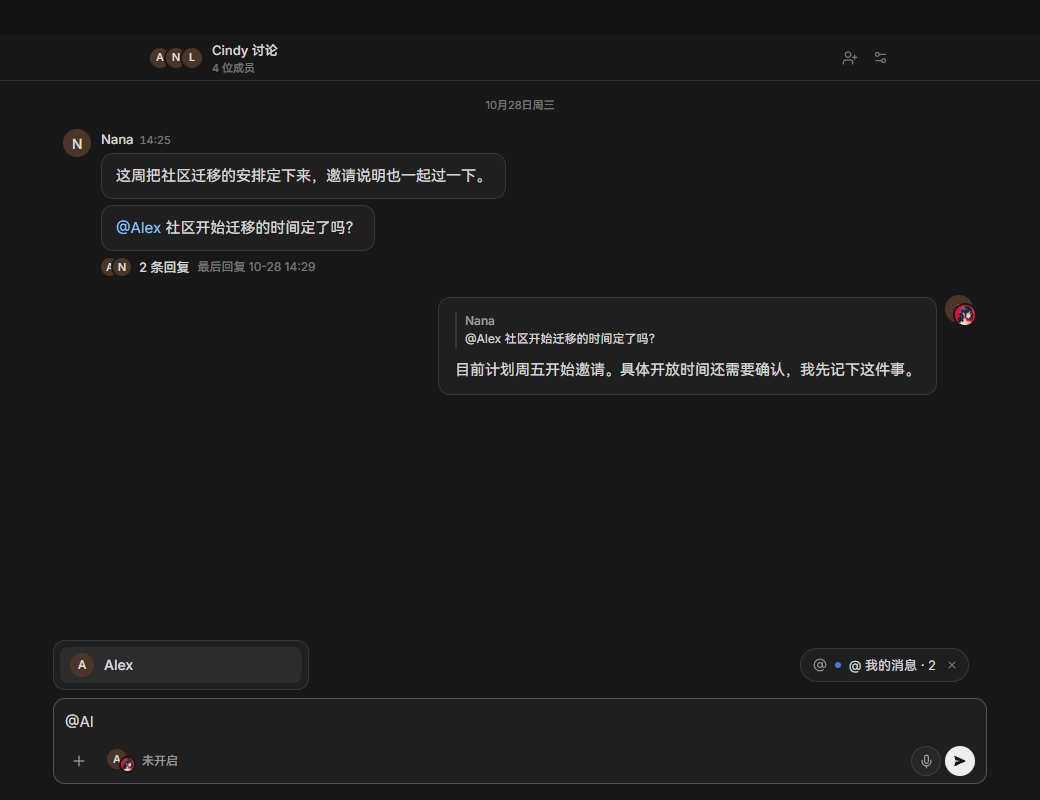 A N L
Cindy 讨论
4 位成员
10月28日周三
N
Nana 14:25
这周把社区迁移的安排定下来，邀请说明也一起过一下。
@Alex 社区开始迁移的时间定了吗？
A N 2 条回复 最后回复 10-28 14:29
Nana
@Alex 社区开始迁移的时间定了吗？
目前计划周五开始邀请。具体开放时间还需要确认，我先记下这件事。
A Alex
@ 我的消息 · 2
@Al
A 未开启